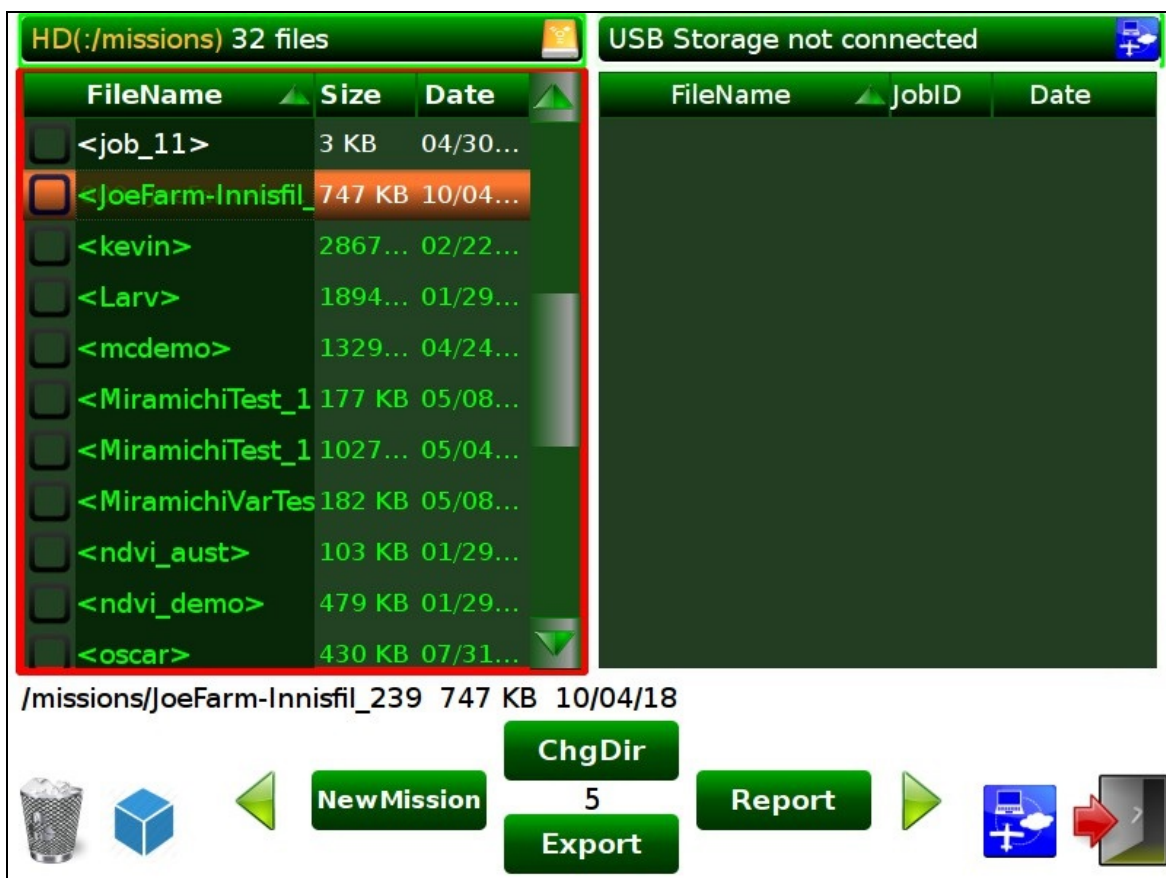 HD(:/missions) 32 files
USB Storage not connected
FileName Size Date
FileName JobID Date
<job_11> 3 KB 04/30...
<JoeFarm-Innisfil_ 747 KB 10/04...
<kevin> 2867... 02/22...
<Larv> 1894... 01/29...
<mcdemo> 1329... 04/24...
<MiramichiTest_1 177 KB 05/08...
<MiramichiTest_1 1027... 05/04...
<MiramichiVarTes 182 KB 05/08...
<ndvi_aust> 103 KB 01/29...
<ndvi_demo> 479 KB 01/29...
<oscar> 430 KB 07/31...
/missions/JoeFarm-Innisfil_239 747 KB 10/04/18
ChgDir
NewMission 5 Report
Export